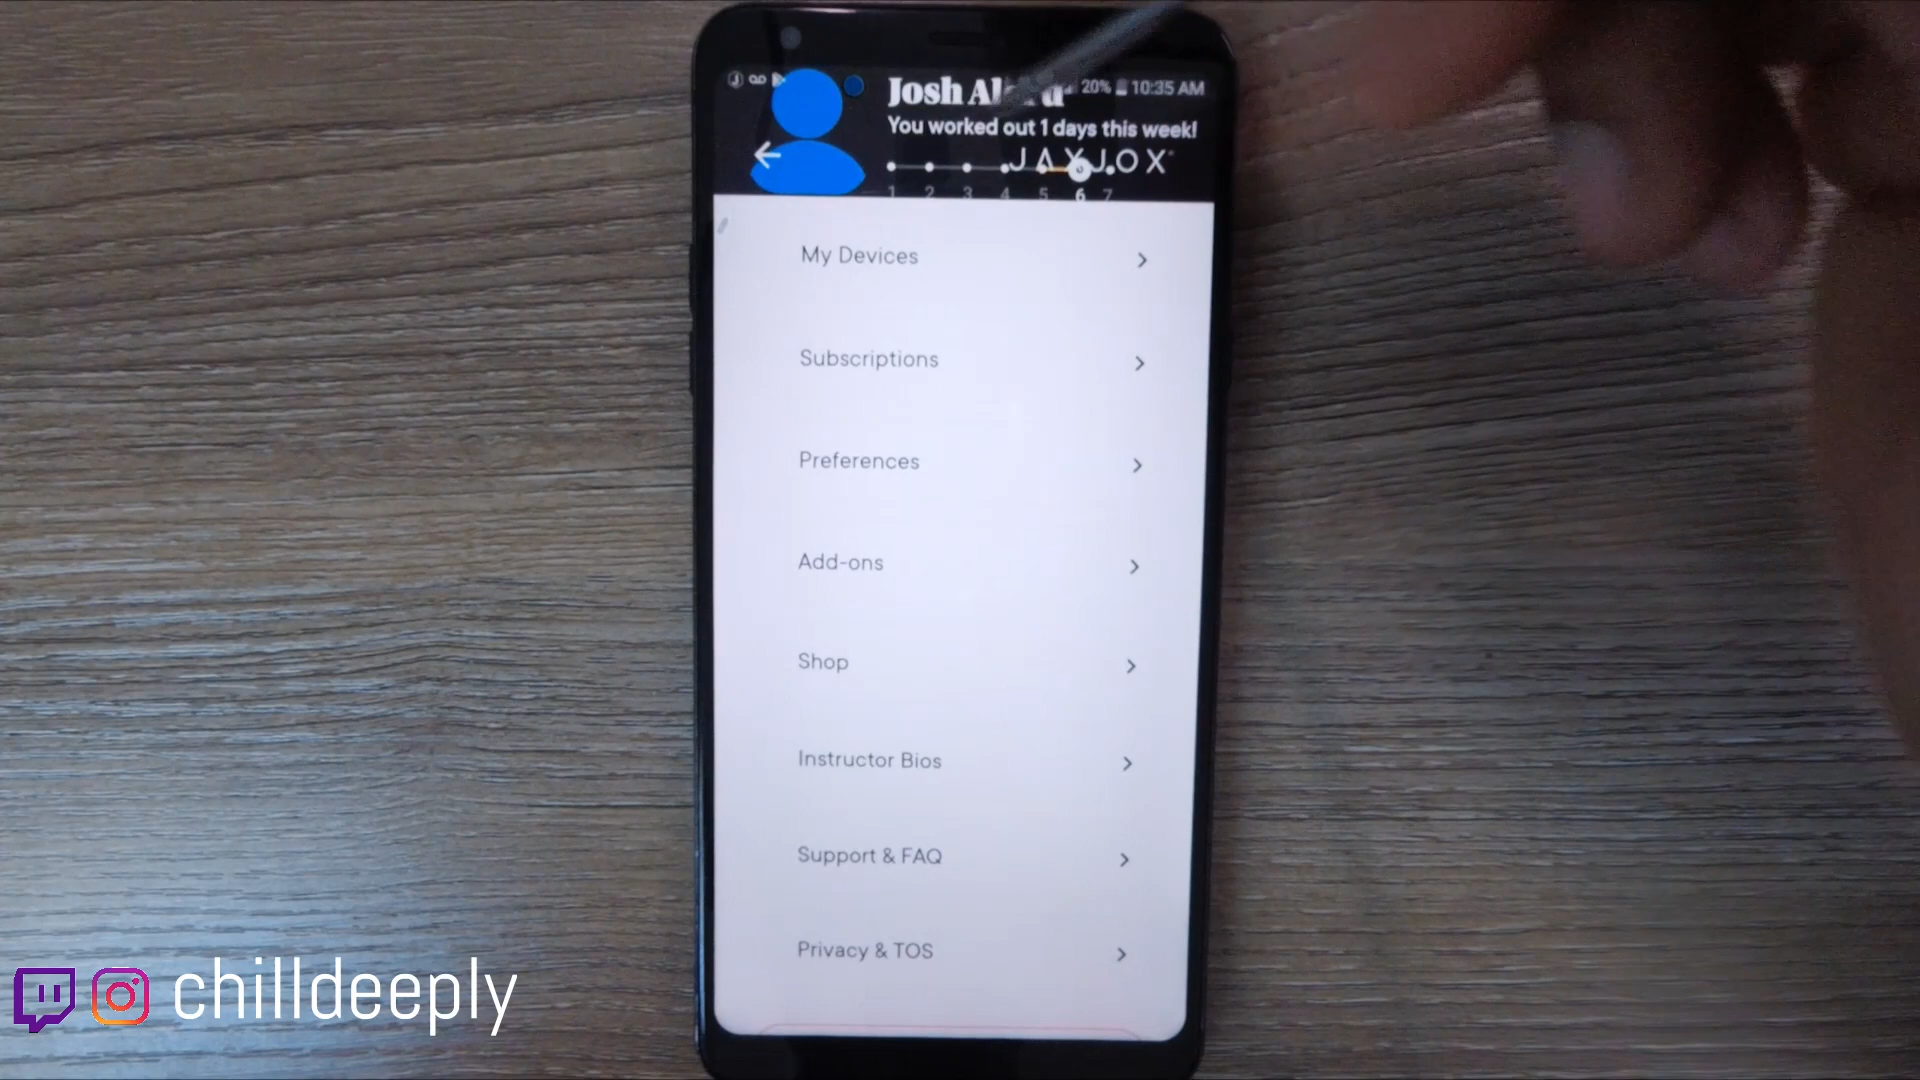 Josh
20% 10:35 AM
You worked out 1 days this week!
JAXJOX
1 2 3 4 5 6 7
My Devices
Subscriptions
Preferences
Add-ons
Shop
Instructor Bios
Support & FAQ
Privacy & TOS
chilldeeply